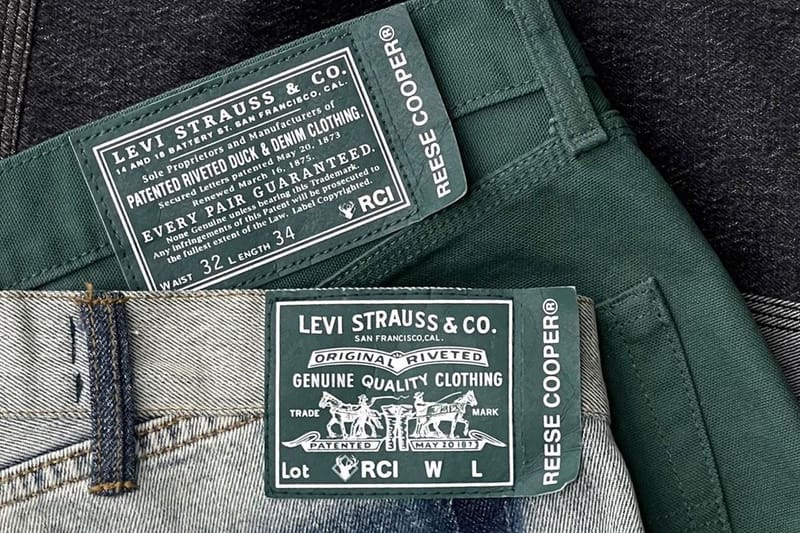 LEVI STRAUSS & CO.
14 AND 16 BATTERY ST. SAN FRANCISCO, CAL.
Sole Proprietors and Manufacturers of
PATENTED RIVETED DUCK & DENIM CLOTHING.
Secured Letters patented May 20, 1873
Renewed March 16, 1875.
EVERY PAIR GUARANTEED.
None Genuine unless bearing this Trademark.
Any infringements of this Patent will be prosecuted to
the fullest extent of the Law. Label Copyrighted.
WAIST 32 LENGTH 34
RCI
REESE COOPER®
LEVI STRAUSS & CO.
SAN FRANCISCO, CAL.
ORIGINAL RIVETED
GENUINE QUALITY CLOTHING
TRADE MARK
PATENTED MAY 20 187
Lot RCI W L
REESE COOPER®